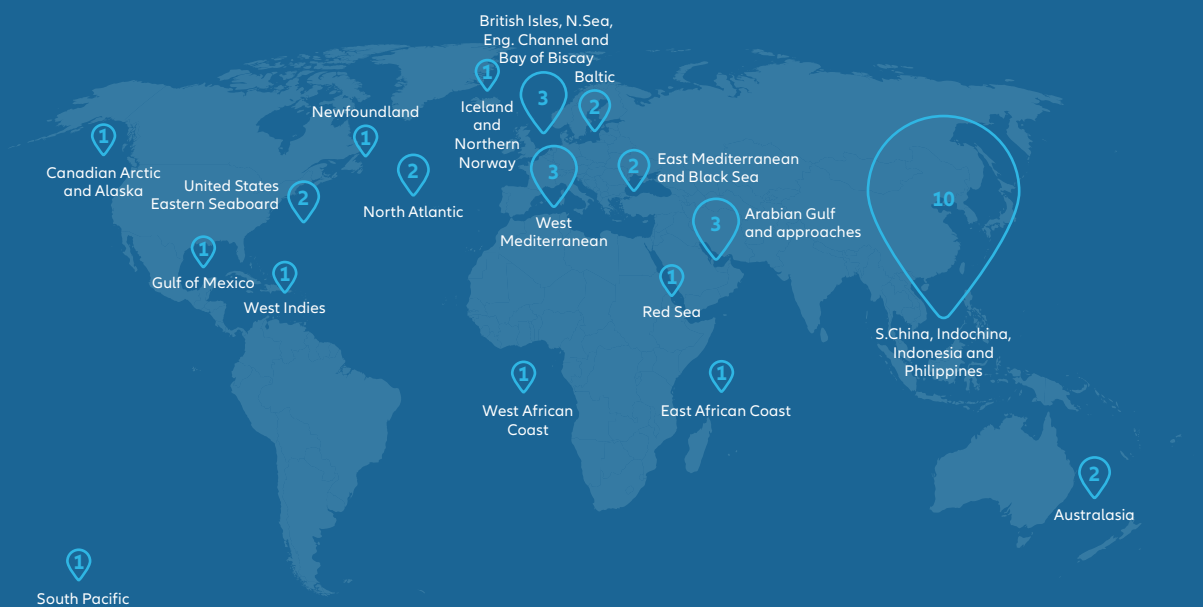 British Isles, N.Sea,
Eng. Channel and
Bay of Biscay
3
Baltic
2
1
Iceland
and
Northern
Norway
Newfoundland
1
1
Canadian Arctic
and Alaska
United States
Eastern Seaboard
2
2
North Atlantic
3
West
Mediterranean
2
East Mediterranean
and Black Sea
3
Arabian Gulf
and approaches
10
S.China, Indochina,
Indonesia and
Philippines
1
Gulf of Mexico
1
West Indies
1
Red Sea
1
West African
Coast
1
East African Coast
2
Australasia
1
South Pacific